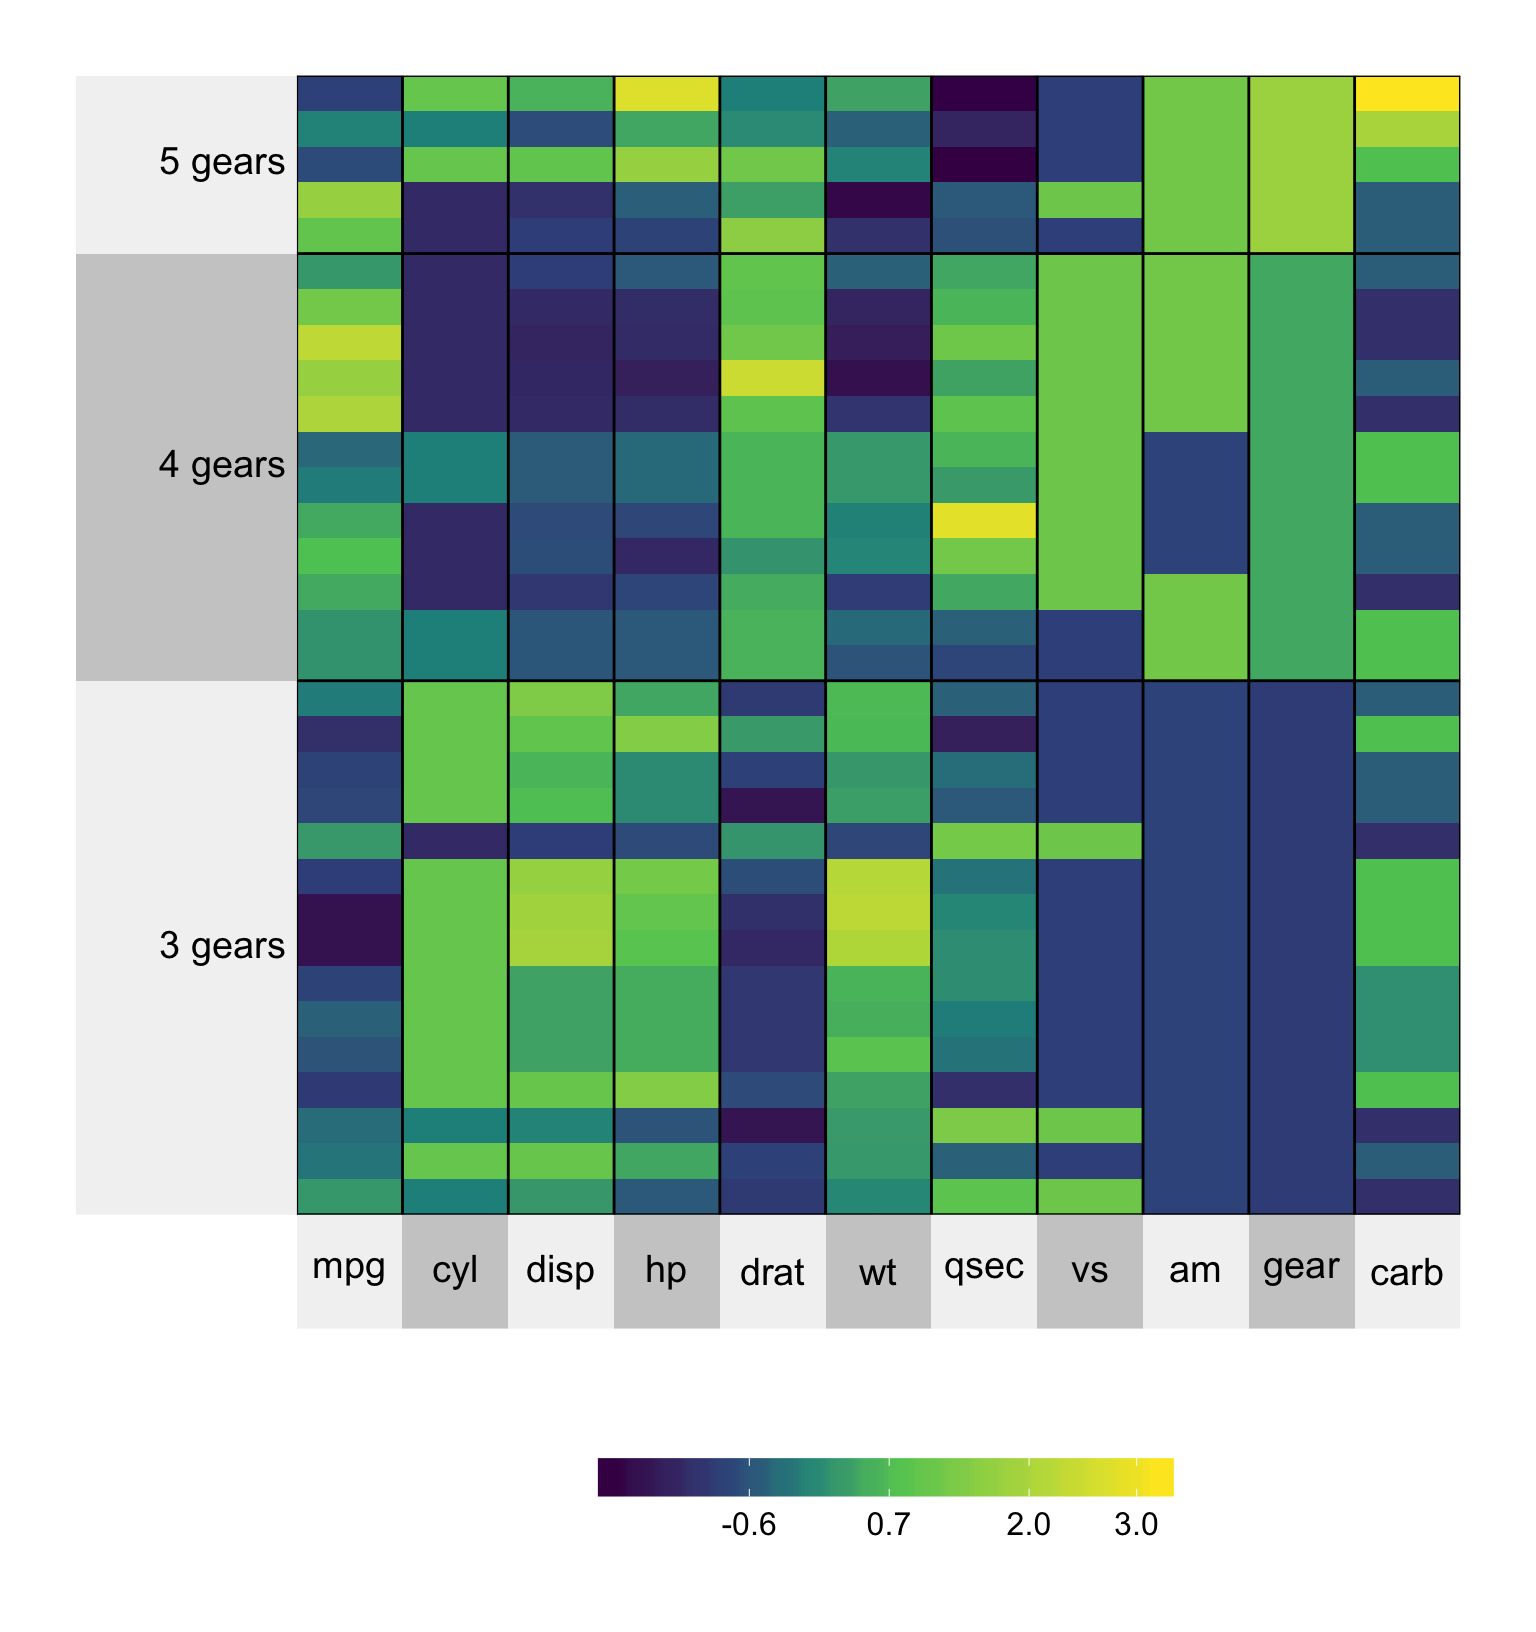 5 gears
4 gears
3 gears
mpg cyl disp hp drat wt qsec vs am gear carb
-0.6 0.7 2.0 3.0